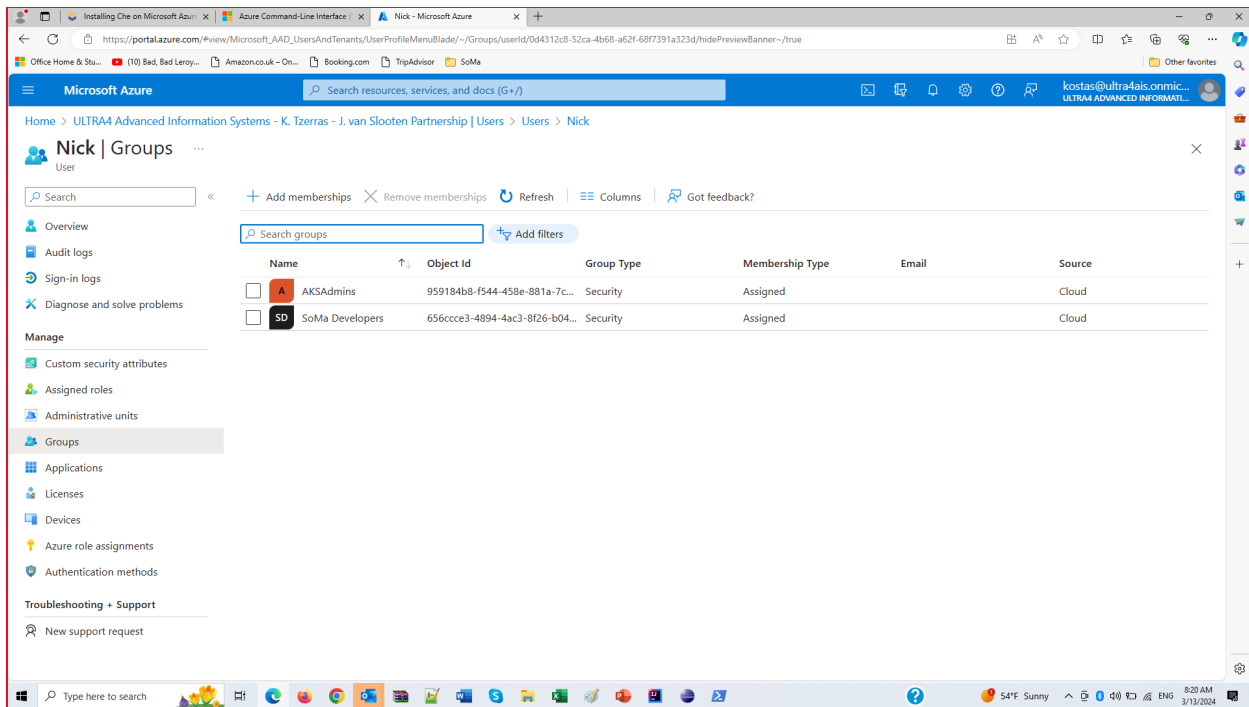 Installing Che on Microsoft Azur
Azure Command-Line Interface (
Nick - Microsoft Azure
https://portal.azure.com/#view/Microsoft_AAD_UsersAndTenants/UserProfileMenuBlade/~/Groups/userId/0d4312c8-52ca-4b68-a62f-68f7391a323d/hidePreviewBanner~/true
Office Home & Stu... (10) Bad, Bad Leroy... Amazon.co.uk – On... Booking.com TripAdvisor SoMa Other favorites
Microsoft Azure
Search resources, services, and docs (G+/)
kostas@ultra4ais.onmic...
ULTRA4 ADVANCED INFORMATI...
Home > ULTRA4 Advanced Information Systems - K. Tzerras - J. van Slooten Partnership | Users > Users > Nick
Nick | Groups ...
User
Search «
Add memberships Remove memberships Refresh Columns Got feedback?
Overview
Audit logs
Sign-in logs
Diagnose and solve problems
Manage
Custom security attributes
Assigned roles
Administrative units
Groups
Applications
Licenses
Devices
Azure role assignments
Authentication methods
Troubleshooting + Support
New support request
Search groups Add filters
Name Object Id Group Type Membership Type Email Source
A AKSAdmins 959184b8-f544-458e-881a-7c... Security Assigned Cloud
SD SoMa Developers 656ccce3-4894-4ac3-8f26-b04... Security Assigned Cloud
Type here to search
54°F Sunny ENG
8:20 AM
3/13/2024